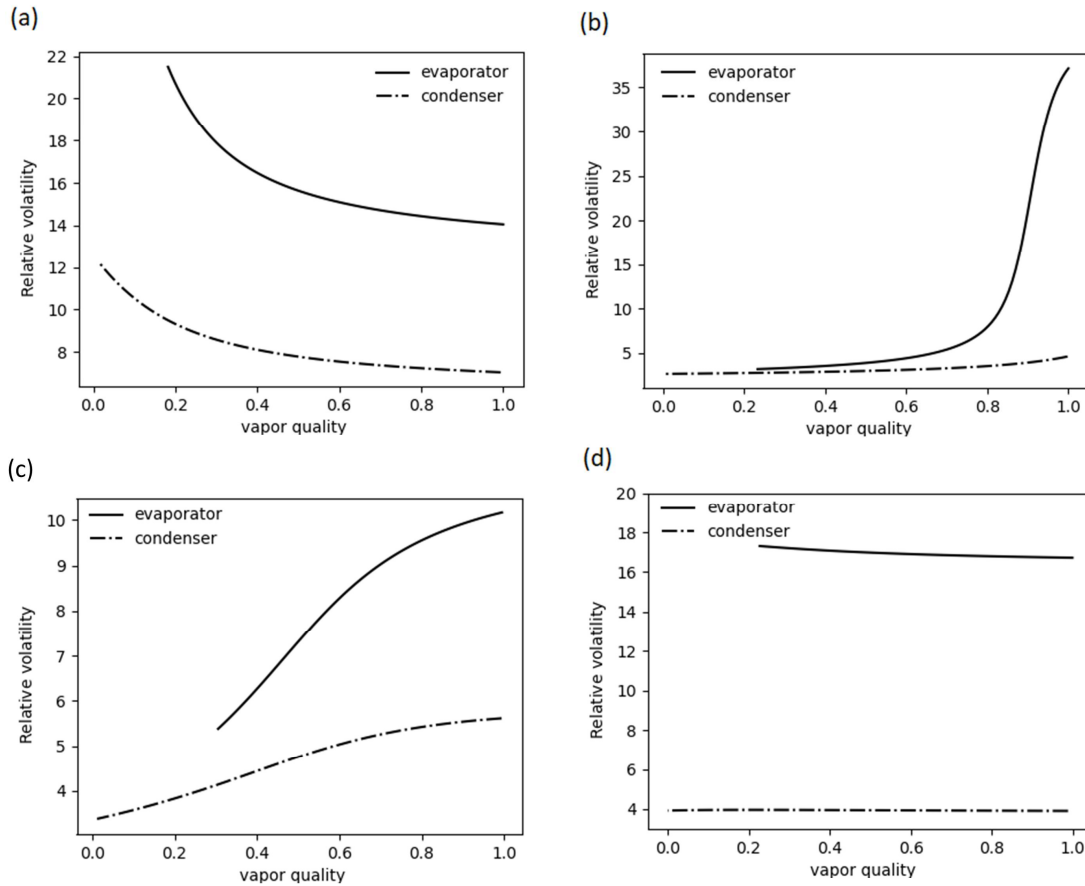 (a)
22
20
18
16
14
12
10
8
Relative volatility
evaporator
condenser
0.0 0.2 0.4 0.6 0.8 1.0
vapor quality
(b)
35
30
25
20
15
10
5
Relative volatility
evaporator
condenser
0.0 0.2 0.4 0.6 0.8 1.0
vapor quality
(c)
10
9
8
7
6
5
4
Relative volatility
evaporator
condenser
0.0 0.2 0.4 0.6 0.8 1.0
vapor quality
(d)
20
18
16
14
12
10
8
6
4
Relative volatility
evaporator
condenser
0.0 0.2 0.4 0.6 0.8 1.0
vapor quality